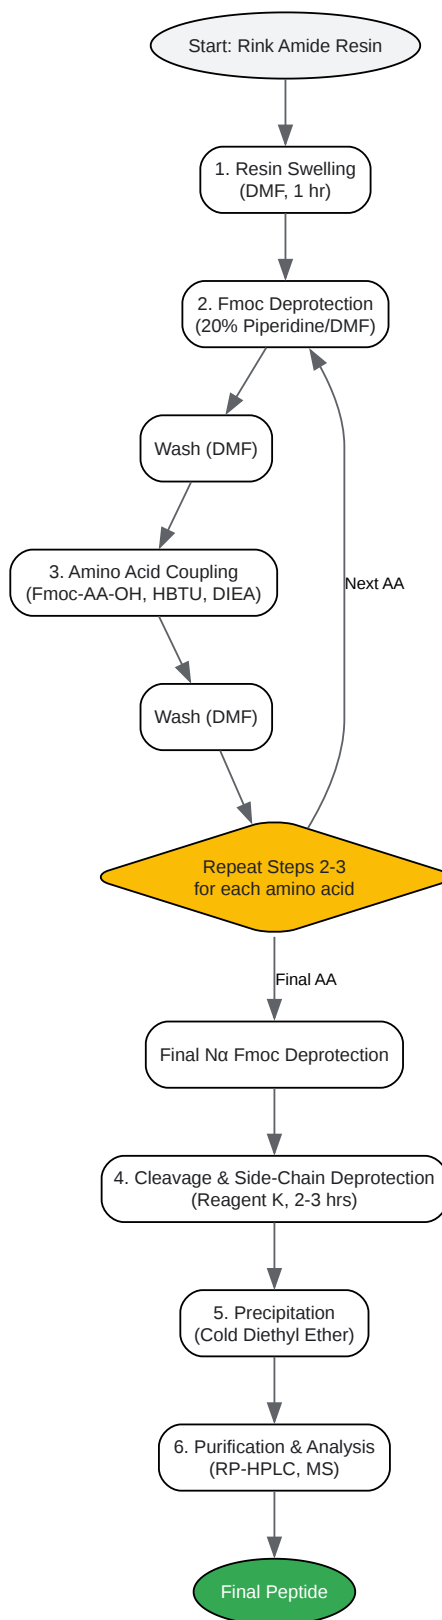 Start: Rink Amide Resin
1. Resin Swelling
(DMF, 1 hr)
2. Fmoc Deprotection
(20% Piperidine/DMF)
Wash (DMF)
3. Amino Acid Coupling
(Fmoc-AA-OH, HBTU, DIEA)
Next AA
Wash (DMF)
Repeat Steps 2-3
for each amino acid
Final AA
Final Nα Fmoc Deprotection
4. Cleavage & Side-Chain Deprotection
(Reagent K, 2-3 hrs)
5. Precipitation
(Cold Diethyl Ether)
6. Purification & Analysis
(RP-HPLC, MS)
Final Peptide